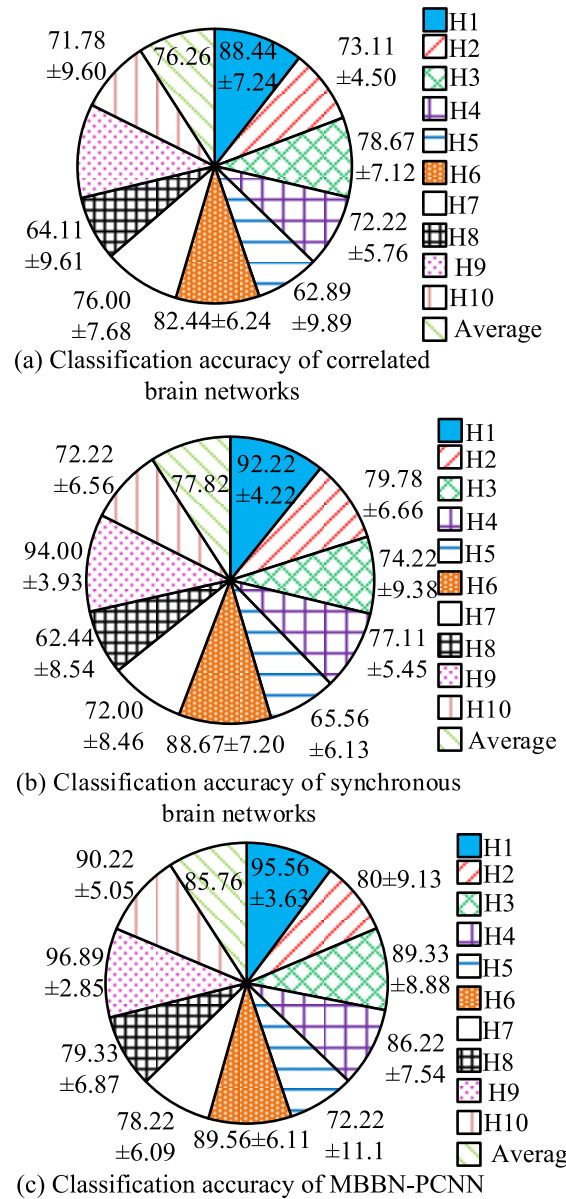 71.78
±9.60
76.26
88.44
±7.24
73.11
±4.50
78.67
±7.12
72.22
±5.76
62.89
±9.89
82.44±6.24
76.00
±7.68
64.11
±9.61
H1
H2
H3
H4
H5
H6
H7
H8
H9
H10
Average
(a) Classification accuracy of correlated
brain networks
72.22
±6.56
77.82
92.22
±4.22
79.78
±6.66
74.22
±9.38
77.11
±5.45
65.56
±6.13
88.67±7.20
72.00
±8.46
62.44
±8.54
94.00
±3.93
H1
H2
H3
H4
H5
H6
H7
H8
H9
H10
Average
(b) Classification accuracy of synchronous
brain networks
90.22
±5.05
85.76
95.56
±3.63
80±9.13
89.33
±8.88
86.22
±7.54
72.22
±11.1
89.56±6.11
78.22
±6.09
79.33
±6.87
96.89
±2.85
H1
H2
H3
H4
H5
H6
H7
H8
H9
H10
Average
(c) Classification accuracy of MBBN-PCNN